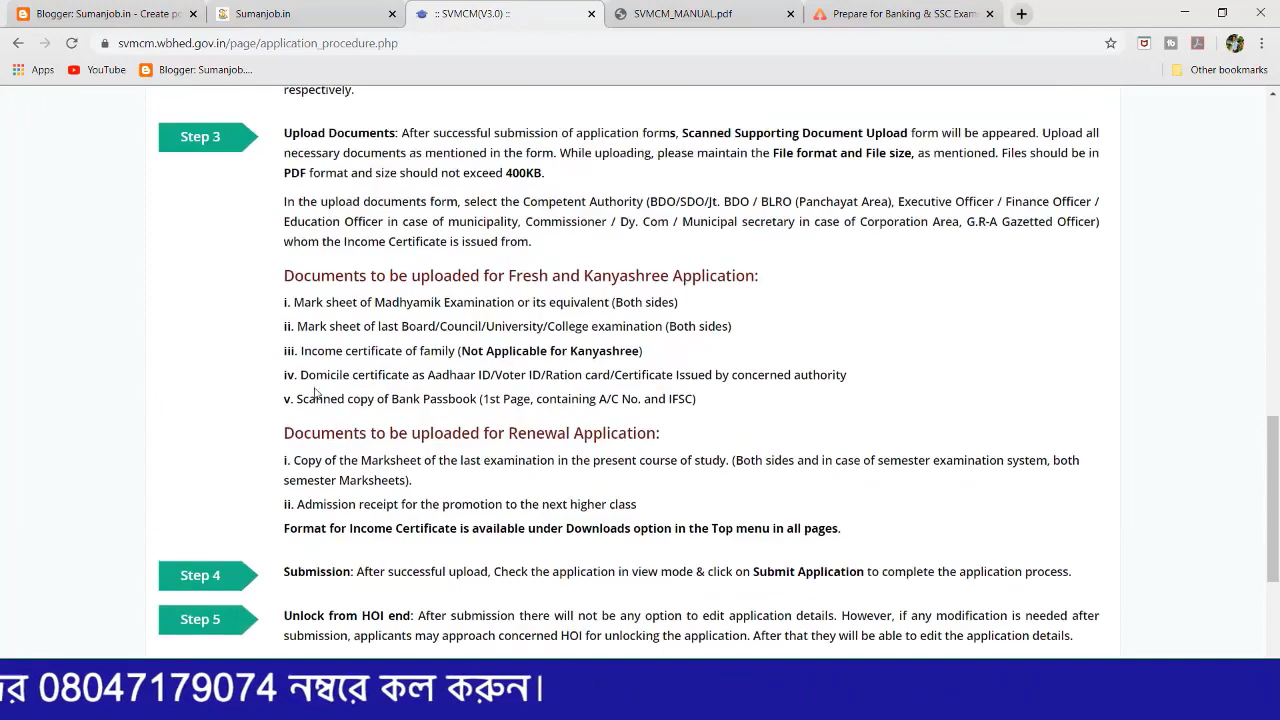 Blogger: Sumanjob.in - Create po
Sumanjob.in
:: SVMCM(V3.0) ::
SVMCM_MANUAL.pdf
Prepare for Banking & SSC Exam
svmcm.wbhed.gov.in/page/application_procedure.php
Apps YouTube Blogger: Sumanjob.... Other bookmarks
respectively.
Step 3
Upload Documents: After successful submission of application forms, Scanned Supporting Document Upload form will be appeared. Upload all
necessary documents as mentioned in the form. While uploading, please maintain the File format and File size, as mentioned. Files should be in
PDF format and size should not exceed 400KB.
In the upload documents form, select the Competent Authority (BDO/SDO/Jt. BDO / BLRO (Panchayat Area), Executive Officer / Finance Officer /
Education Officer in case of municipality, Commissioner / Dy. Com / Municipal secretary in case of Corporation Area, G.R-A Gazetted Officer)
whom the Income Certificate is issued from.
Documents to be uploaded for Fresh and Kanyashree Application:
i. Mark sheet of Madhyamik Examination or its equivalent (Both sides)
ii. Mark sheet of last Board/Council/University/College examination (Both sides)
iii. Income certificate of family (Not Applicable for Kanyashree)
iv. Domicile certificate as Aadhaar ID/Voter ID/Ration card/Certificate Issued by concerned authority
v. Scanned copy of Bank Passbook (1st Page, containing A/C No. and IFSC)
Documents to be uploaded for Renewal Application:
i. Copy of the Marksheet of the last examination in the present course of study. (Both sides and in case of semester examination system, both
semester Marksheets).
ii. Admission receipt for the promotion to the next higher class
Format for Income Certificate is available under Downloads option in the Top menu in all pages.
Step 4
Submission: After successful upload, Check the application in view mode & click on Submit Application to complete the application process.
Step 5
Unlock from HOI end: After submission there will not be any option to edit application details. However, if any modification is needed after
submission, applicants may approach concerned HOI for unlocking the application. After that they will be able to edit the application details.
08047179074 নম্বরে কল করুন।